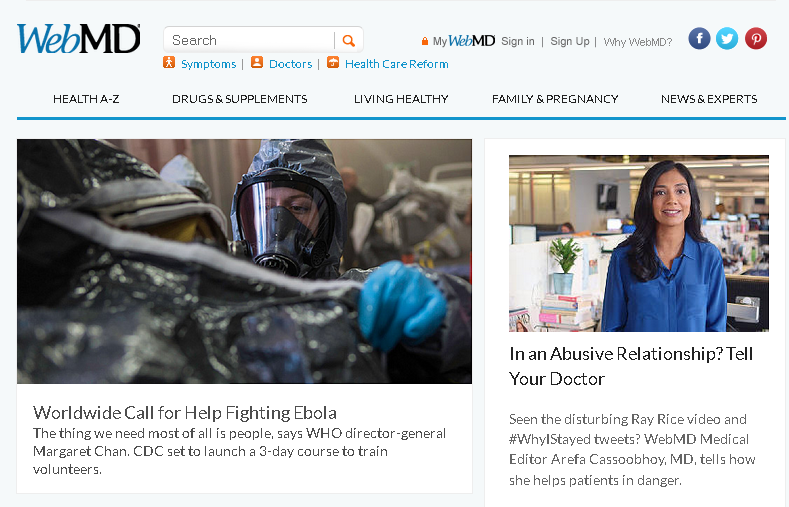 WebMD
Search
My WebMD Sign in | Sign Up | Why WebMD?
Symptoms | Doctors | Health Care Reform
HEALTH A-Z DRUGS & SUPPLEMENTS LIVING HEALTHY FAMILY & PREGNANCY NEWS & EXPERTS
Worldwide Call for Help Fighting Ebola
The thing we need most of all is people, says WHO director-general
Margaret Chan. CDC set to launch a 3-day course to train
volunteers.
In an Abusive Relationship? Tell
Your Doctor
Seen the disturbing Ray Rice video and
#WhyIStayed tweets? WebMD Medical
Editor Arefa Cassoobhoy, MD, tells how
she helps patients in danger.